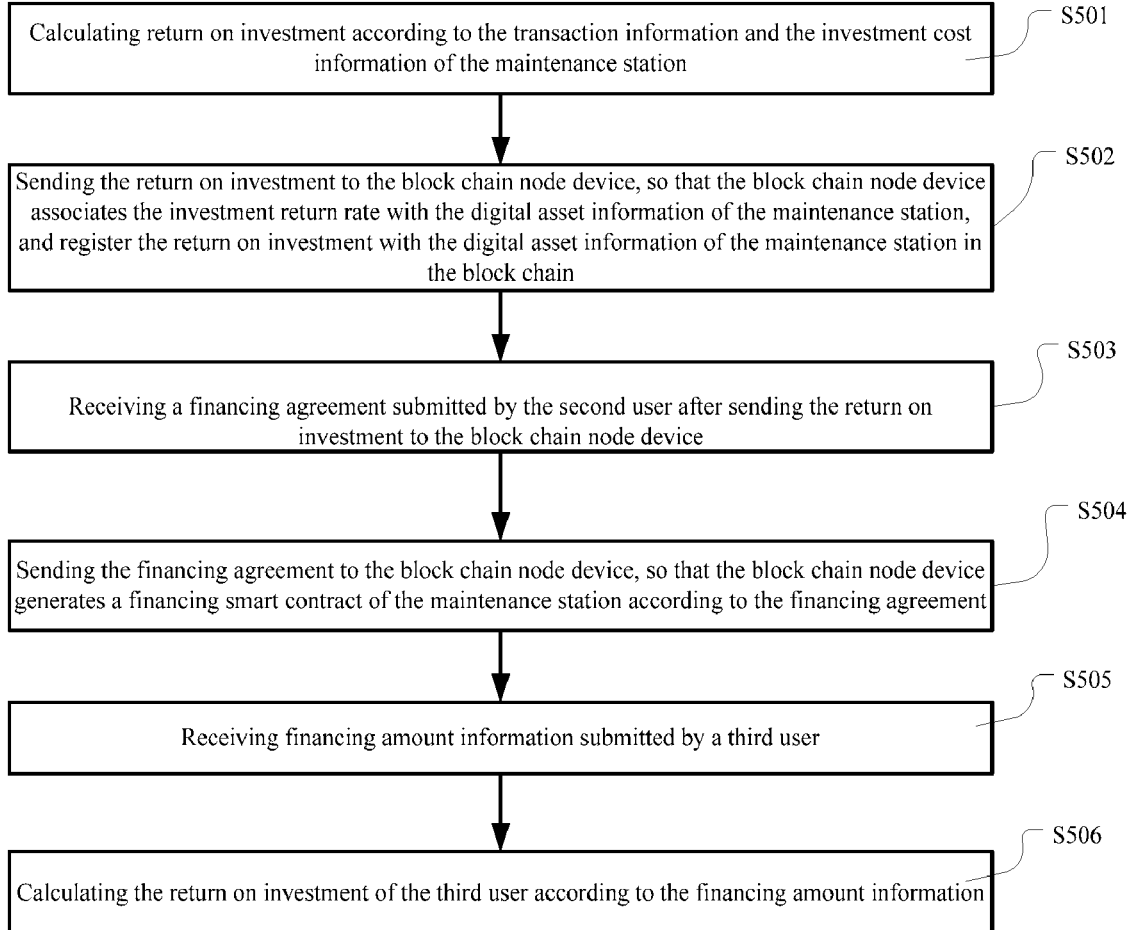 S501
Calculating return on investment according to the transaction information and the investment cost
information of the maintenance station
S502
Sending the return on investment to the block chain node device, so that the block chain node device
associates the investment return rate with the digital asset information of the maintenance station,
and register the return on investment with the digital asset information of the maintenance station in
the block chain
S503
Receiving a financing agreement submitted by the second user after sending the return on
investment to the block chain node device
S504
Sending the financing agreement to the block chain node device, so that the block chain node device
generates a financing smart contract of the maintenance station according to the financing agreement
S505
Receiving financing amount information submitted by a third user
S506
Calculating the return on investment of the third user according to the financing amount information